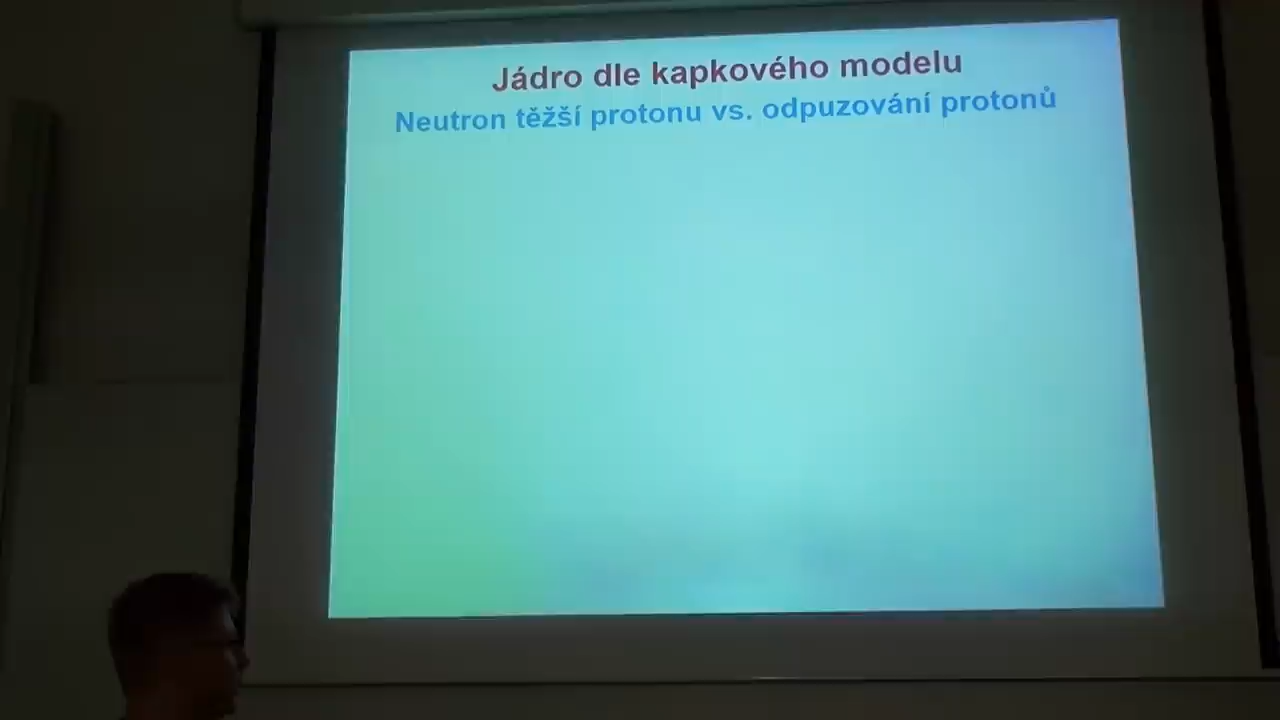 Jádro dle kapkového modelu
Neutron těžší protonu vs. odpuzování protonů